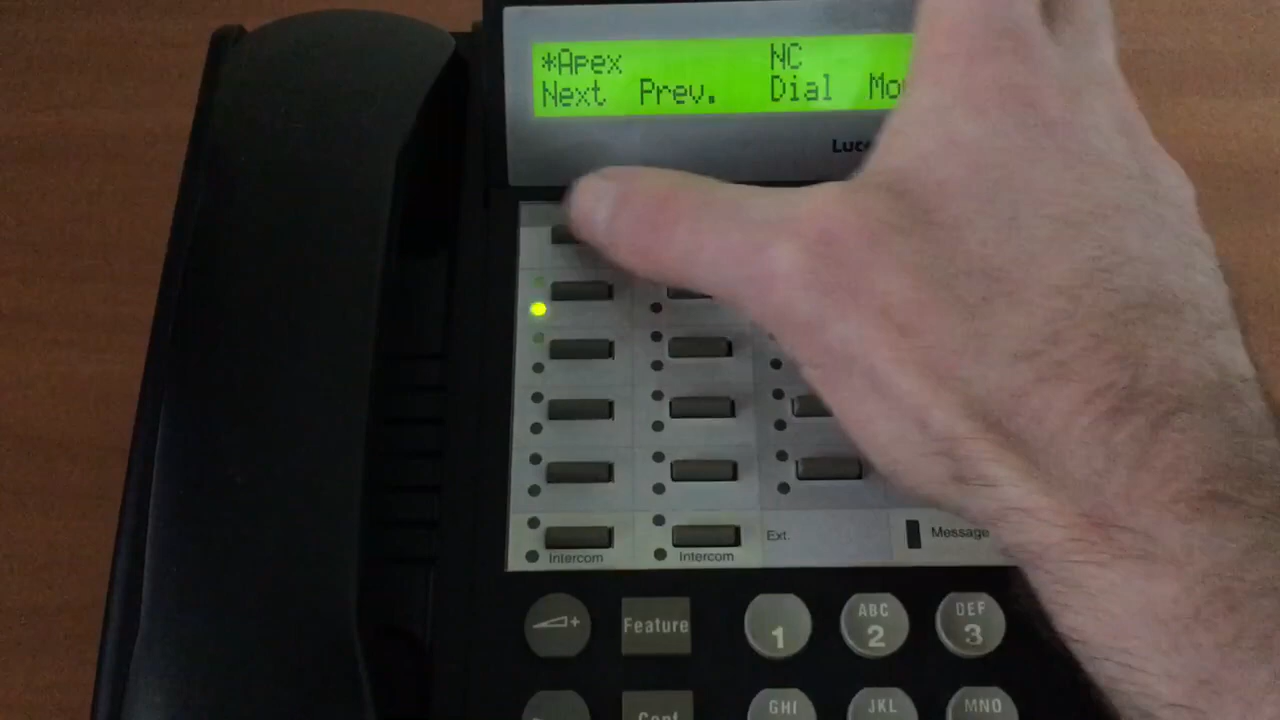 *Apex NC
Next Prev. Dial
Ext. Message
Intercom Intercom
Feature 1 ABC 2 DEF 3
GHI JKL MNO